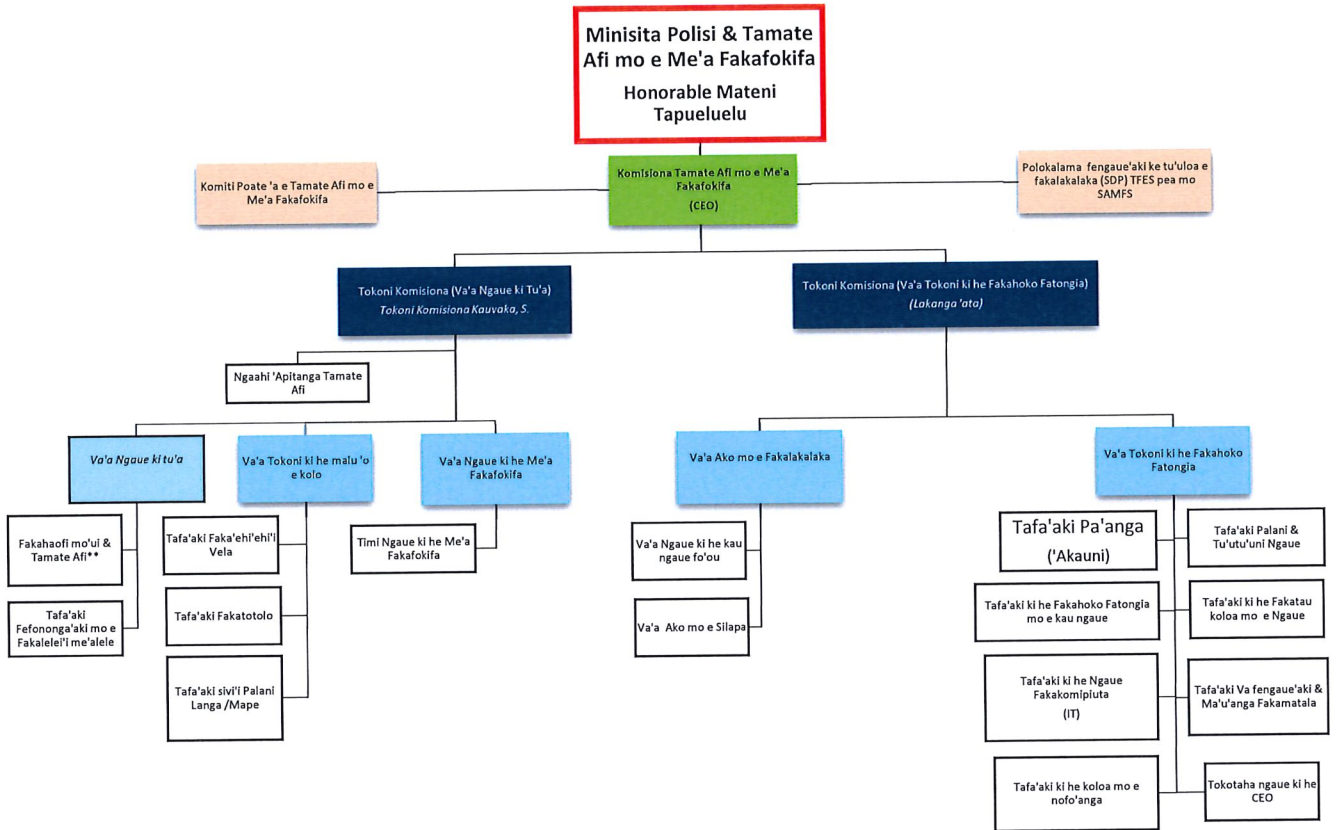 Minisita Polisi & Tamate
Afi mo e Me'a Fakafokifa
Honorable Mateni
Tapueluelu
Komiti Poate 'a e Tamate Afi mo e
Me'a Fakafokifa
Komisiona Tamate Afi mo e Me'a
Fakafokifa
(CEO)
Polokalama fengaue'aki ke tu'uloa e
fakalakalaka (SDP) TFES pea mo
SAMFS
Tokoni Komisiona (Va'a Ngaue ki Tu'a)
Tokoni Komisiona Kauvaka, S.
Tokoni Komisiona (Va'a Tokoni ki he Fakahoko Fatongia)
(Lakanga 'ata)
Ngaahi 'Apitanga Tamate
Afi
Va'a Ngaue ki tu'a
Va'a Tokoni ki he malu 'o
e kolo
Va'a Ngaue ki he Me'a
Fakafokifa
Va'a Ako mo e Fakalakalaka
Va'a Tokoni ki he Fakahoko
Fatongia
Fakahaofi mo'ui &
Tamate Afi**
Tafa'aki
Fefononga'aki mo e
Fakalelei'i me'alele
Tafa'aki Faka'ehi'ehi'i
Vela
Tafa'aki Fakatotolo
Tafa'aki sivi'i Palani
Langa /Mape
Timi Ngaue ki he Me'a
Fakafokifa
Va'a Ngaue ki he kau
ngaue fo'ou
Va'a Ako mo e Silapa
Tafa'aki Pa'anga
('Akauni)
Tafa'aki Palani &
Tu'utu'uni Ngaue
Tafa'aki ki he Fakahoko Fatongia
mo e kau ngaue
Tafa'aki ki he Fakatau
koloa mo e Ngaue
Tafa'aki ki he Ngaue
Fakakomipiuta
(IT)
Tafa'aki Va fengaue'aki &
Ma'u'anga Fakamatala
Tafa'aki ki he koloa mo e
nofo'anga
Tokotaha ngaue ki he
CEO